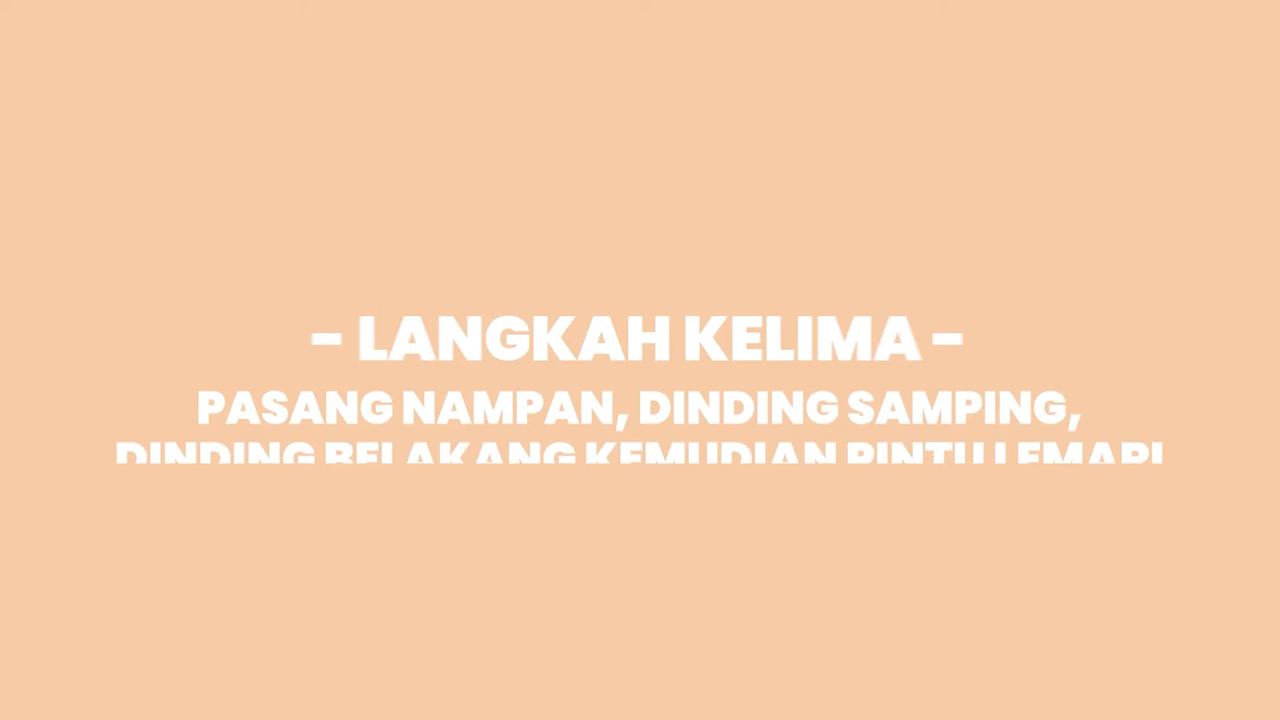 - LANGKAH KELIMA -
PASANG NAMPAN, DINDING SAMPING,
DINDING BELAKANG KEMUDIAN PINTU LEMARI